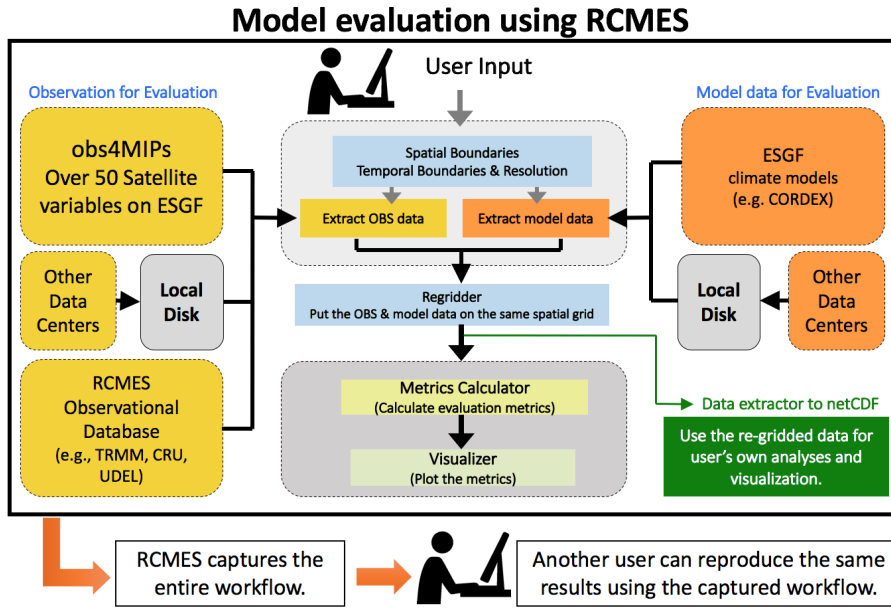 Model evaluation using RCMES
User Input
Observation for Evaluation
obs4MIPs
Over 50 Satellite
variables on ESGF
Other
Data
Centers
Local
Disk
RCMES
Observational
Database
(e.g., TRMM, CRU,
UDEL)
Spatial Boundaries
Temporal Boundaries & Resolution
Extract OBS data
Extract model data
Regridder
Put the OBS & model data on the same spatial grid
Metrics Calculator
(Calculate evaluation metrics)
Visualizer
(Plot the metrics)
Model data for Evaluation
ESGF
climate models
(e.g. CORDEX)
Local
Disk
Other
Data
Centers
Data extractor to netCDF
Use the re-gridded data for
user’s own analyses and
visualization.
RCMES captures the
entire workflow.
Another user can reproduce the same
results using the captured workflow.